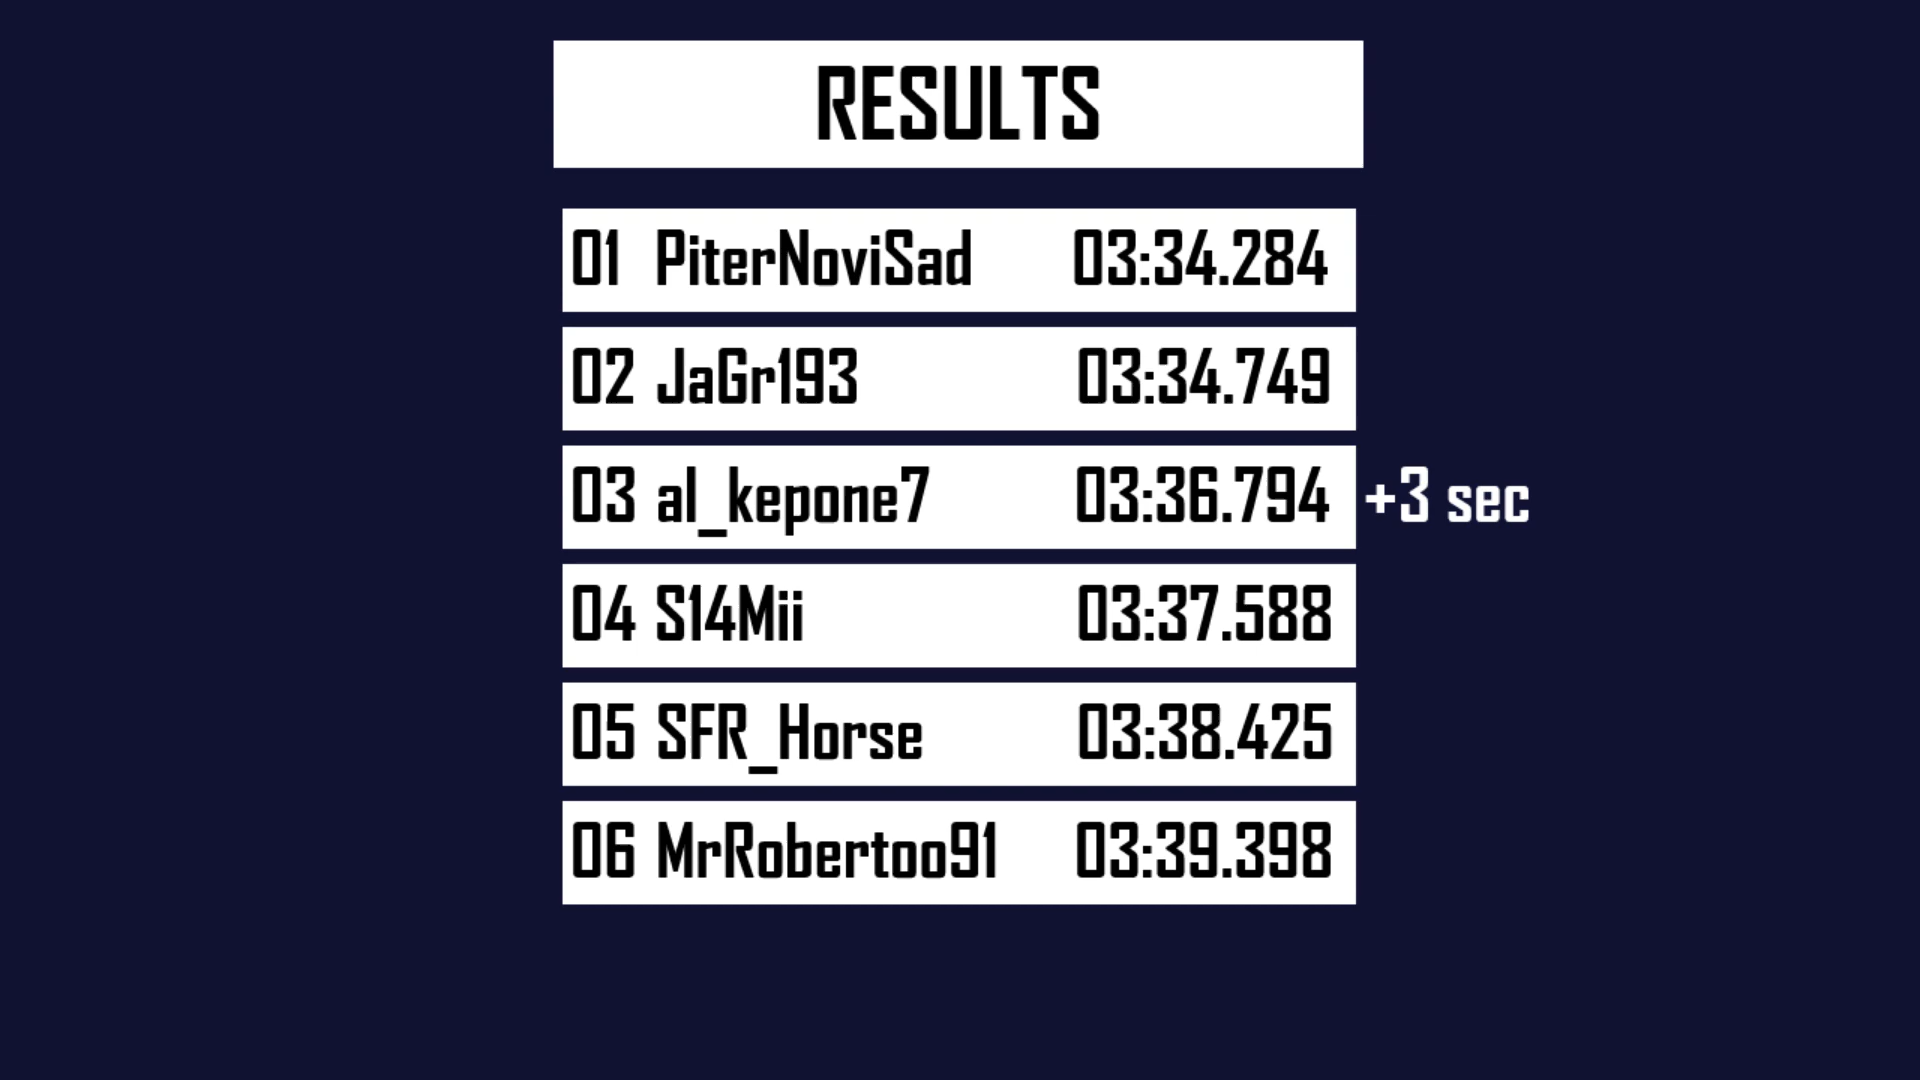 RESULTS
01 PiterNoviSad 03:34.284
02 JaGr193 03:34.749
03 al_kepone7 03:36.794 +3 sec
04 S14Mii 03:37.588
05 SFR_Horse 03:38.425
06 MrRobertoo91 03:39.398